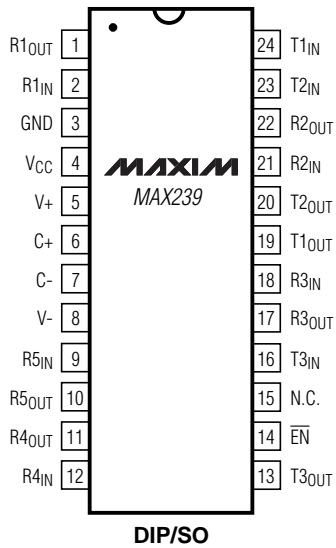 R1OUT 1 24 T1IN
R1IN 2 23 T2IN
GND 3 22 R2OUT
VCC 4 MAXIM 21 R2IN
V+ 5 MAX239 20 T2OUT
C+ 6 19 T1OUT
C- 7 18 R3IN
V- 8 17 R3OUT
R5IN 9 16 T3IN
R5OUT 10 15 N.C.
R4OUT 11 14 E̅N̅
R4IN 12 13 T3OUT
DIP/SO